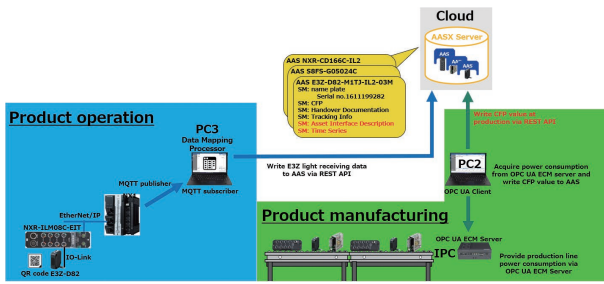 Cloud
AASX Server
AAS
AAS
AAS
AAS NXR-CD166C-IL2
AAS S8FS-G05024C
AAS E3Z-D82-M1TJ-IL2-03M
SM: name plate
Serial no.1611199282
SM: CFP
SM: Handover Documentation
SM: Tracking Info
SM: Asset Interface Description
SM: Time Series
Product operation
PC3
Data Mapping
Processor
MQTT publisher
MQTT subscriber
EtherNet/IP
NXR-ILM08C-EIT
IO-Link
QR code E3Z-D82
Write E3Z light receiving data
to AAS via REST API
Write CFP value at
production via REST API
PC2
OPC UA Client
Acquire power consumption
from OPC UA ECM server and
write CFP value to AAS
Product manufacturing
OPC UA ECM Server
IPC
Provide production line
power consumption via
OPC UA ECM Server